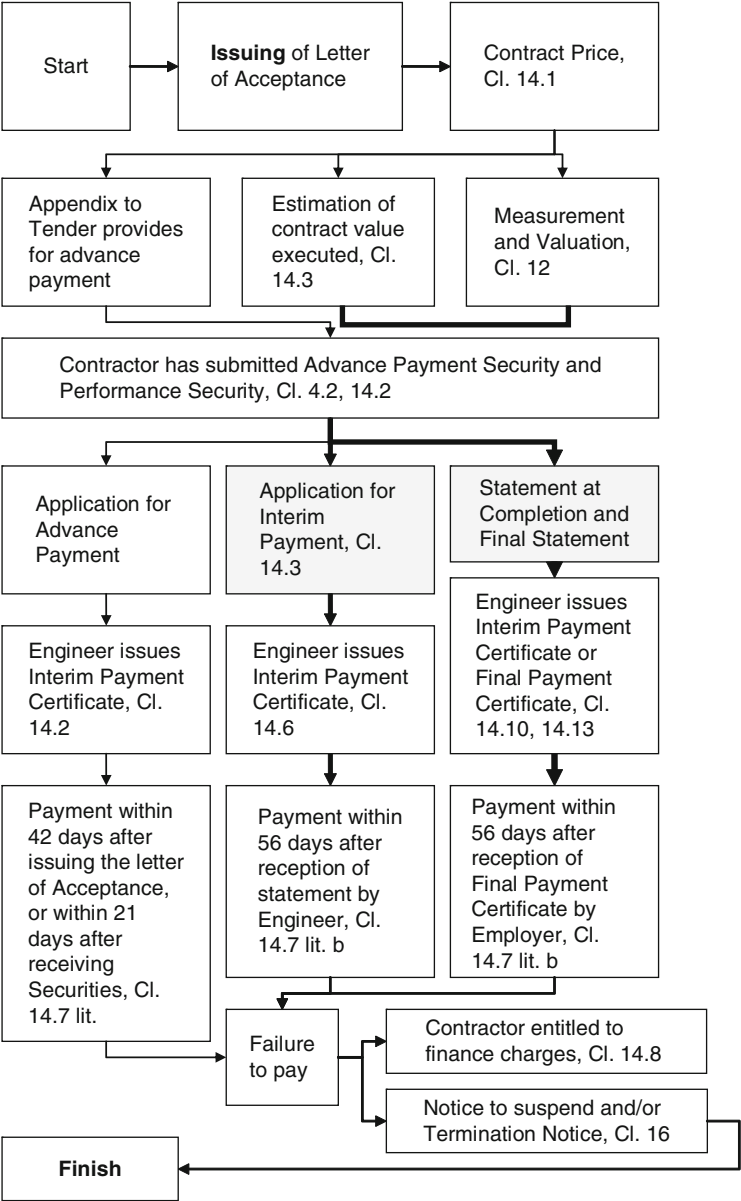 Start
Issuing of Letter
of Acceptance
Contract Price,
Cl. 14.1
Appendix to
Tender provides
for advance
payment
Estimation of
contract value
executed, Cl.
14.3
Measurement
and Valuation,
Cl. 12
Contractor has submitted Advance Payment Security and
Performance Security, Cl. 4.2, 14.2
Application for
Advance
Payment
Application for
Interim
Payment, Cl.
14.3
Statement at
Completion and
Final Statement
Engineer issues
Interim Payment
Certificate, Cl.
14.2
Engineer issues
Interim Payment
Certificate, Cl.
14.6
Engineer issues
Interim Payment
Certificate or
Final Payment
Certificate, Cl.
14.10, 14.13
Payment within
42 days after
issuing the letter
of Acceptance,
or within 21
days after
receiving
Securities, Cl.
14.7 lit.
Payment within
56 days after
reception of
statement by
Engineer, Cl.
14.7 lit. b
Payment within
56 days after
reception of
Final Payment
Certificate by
Employer, Cl.
14.7 lit. b
Failure
to pay
Contractor entitled to
finance charges, Cl. 14.8
Notice to suspend and/or
Termination Notice, Cl. 16
Finish